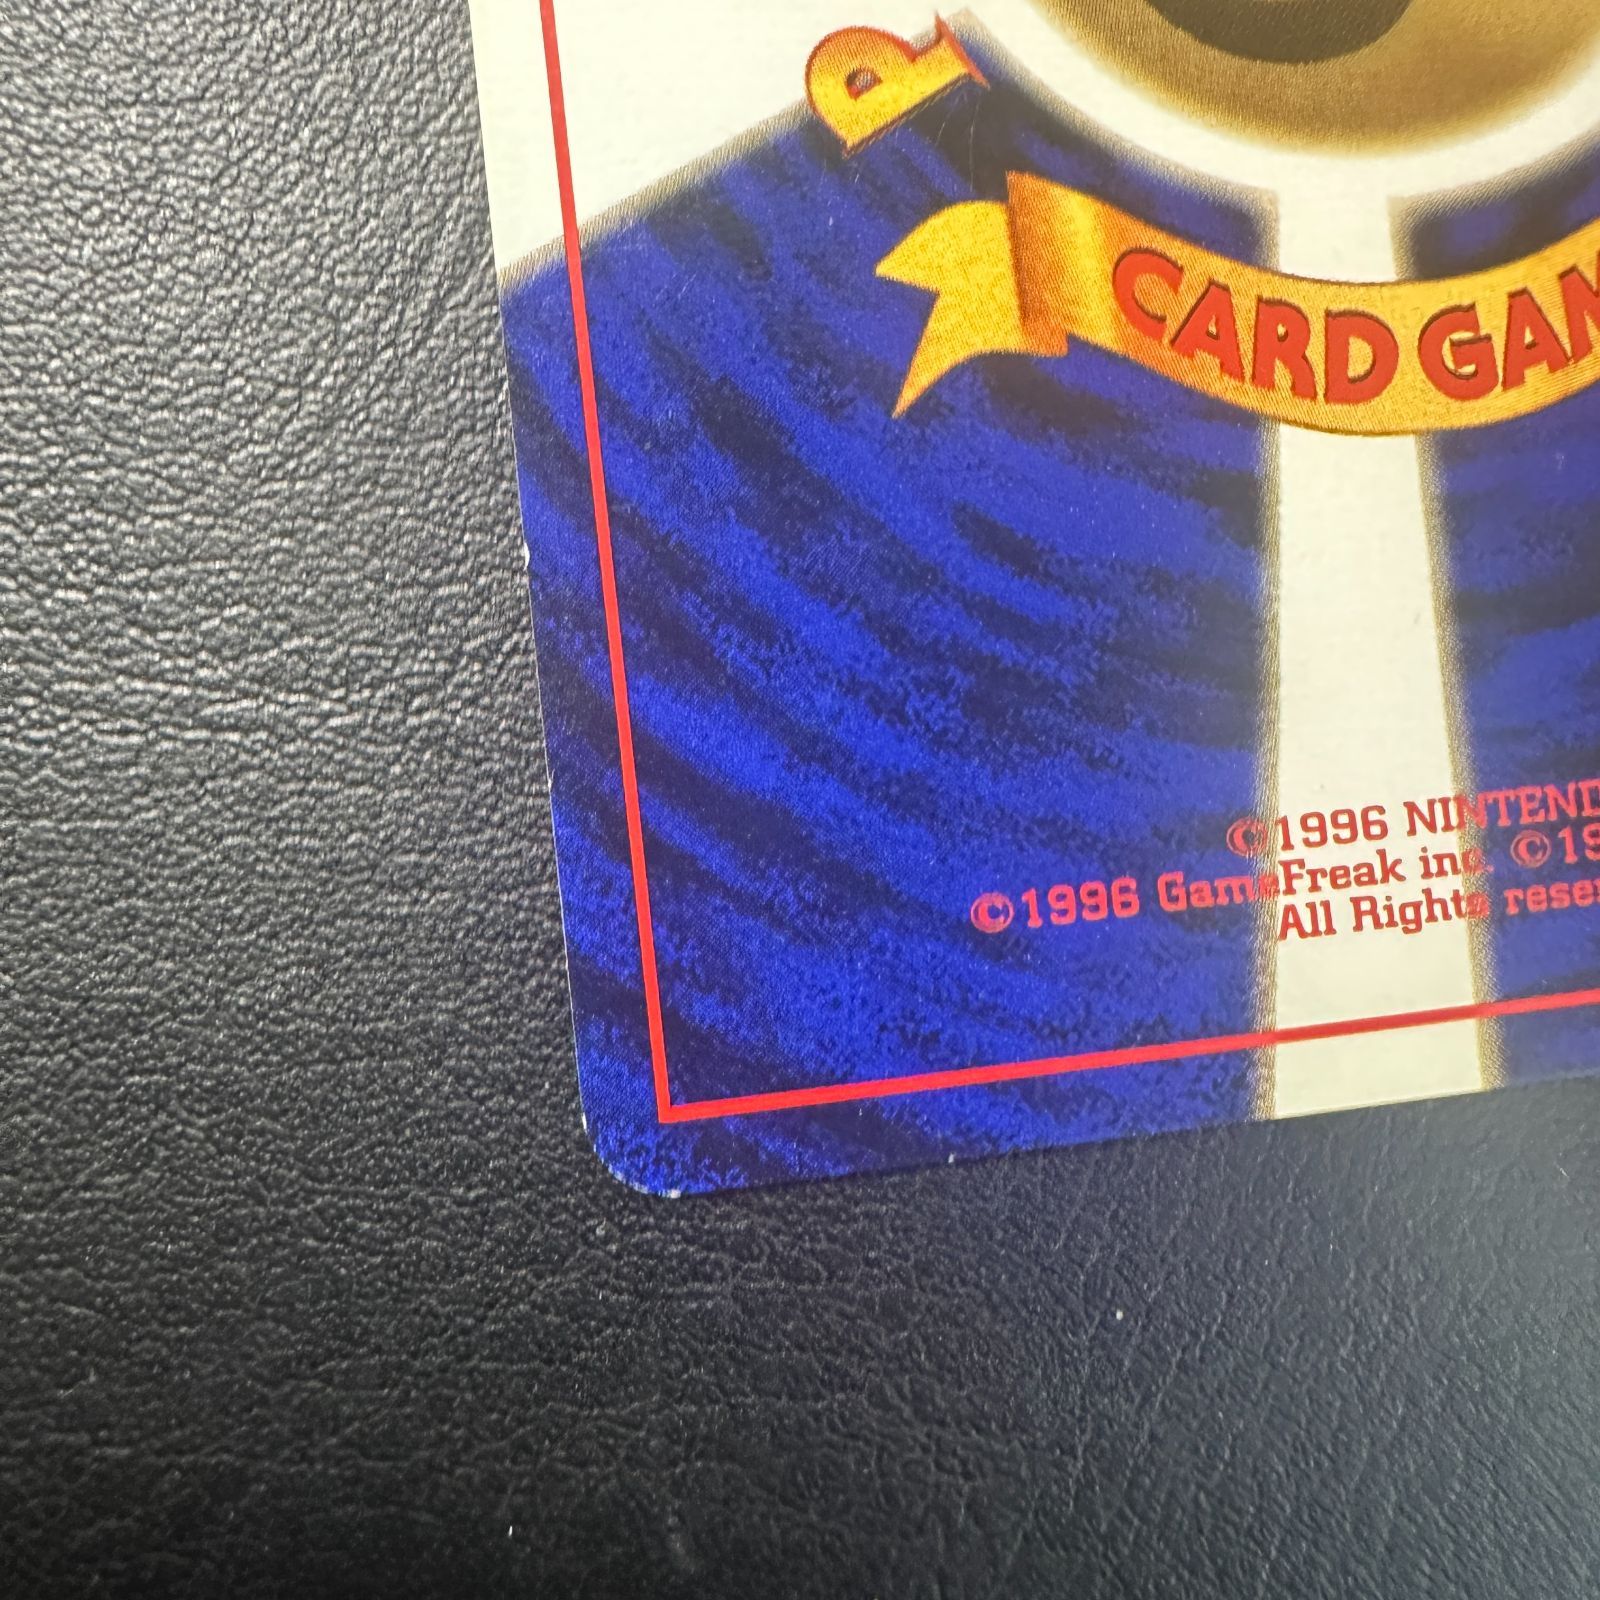 P
CARD GAM
©1996 NINTEND
©1996 GameFreak inc. ©19
All Rights reser